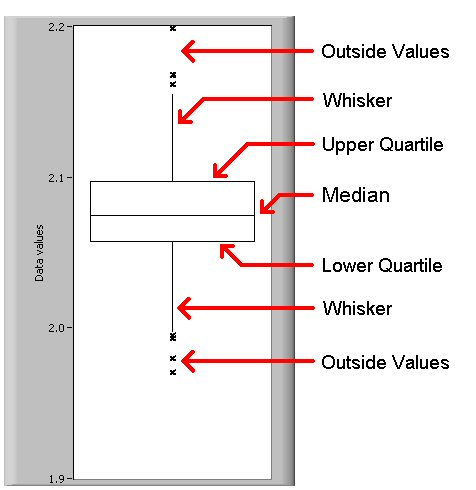 2.2
Outside Values
Whisker
Upper Quartile
2.1
Median
Data values
Lower Quartile
Whisker
2.0
Outside Values
1.9